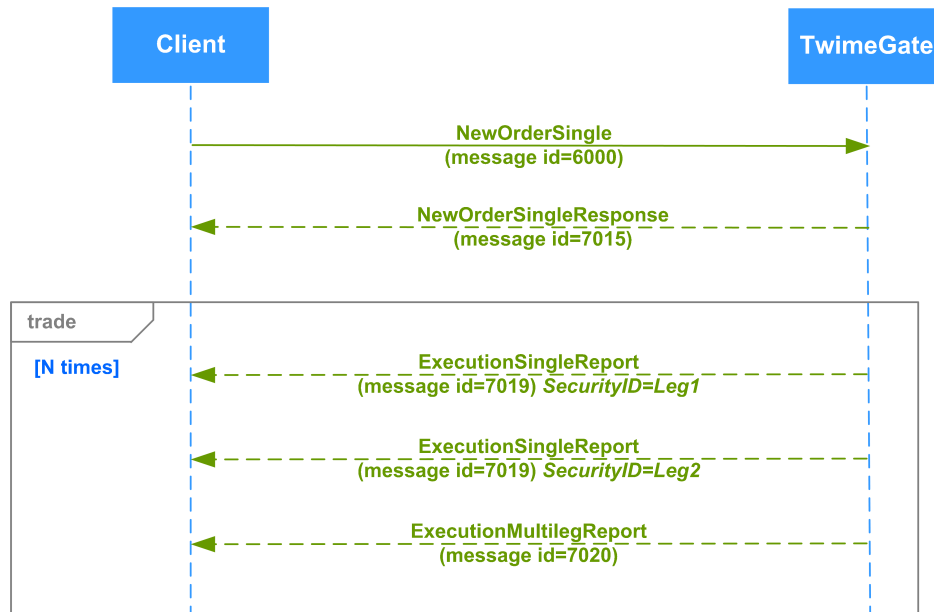 Client
TwimeGate
NewOrderSingle
(message id=6000)
NewOrderSingleResponse
(message id=7015)
trade
[N times]
ExecutionSingleReport
(message id=7019) SecurityID=Leg1
ExecutionSingleReport
(message id=7019) SecurityID=Leg2
ExecutionMultilegReport
(message id=7020)